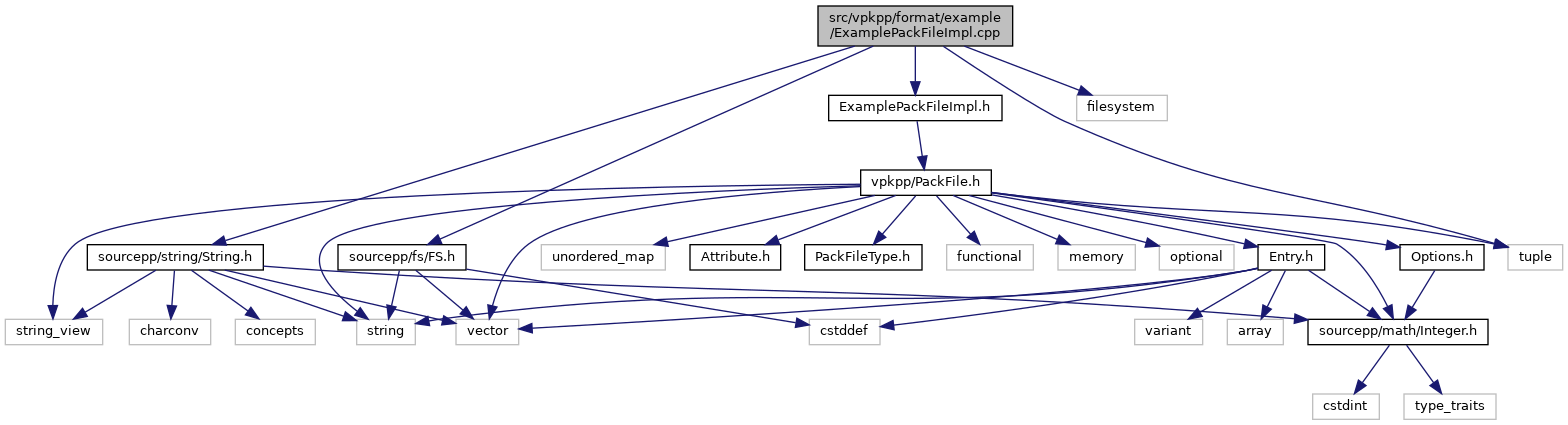 src/vpkpp/format/example
/ExamplePackFileImpl.cpp
ExamplePackFileImpl.h
filesystem
vpkpp/PackFile.h
sourcepp/string/String.h
sourcepp/fs/FS.h
unordered_map
Attribute.h
PackFileType.h
functional
memory
optional
Entry.h
Options.h
tuple
string_view
charconv
concepts
string
vector
cstddef
variant
array
sourcepp/math/Integer.h
cstdint
type_traits